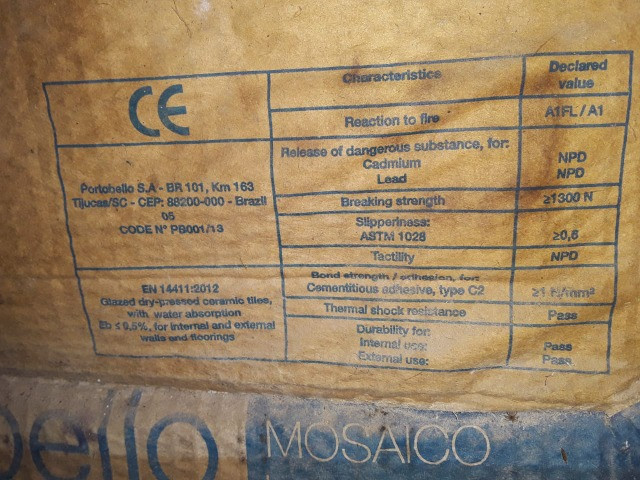 CE
Portobello S.A - BR 101, Km 163
Tijucas/SC - CEP: 88200-000 - Brazil
05
CODE Nº PB001/13
EN 14411:2012
Glazed dry-pressed ceramic tiles,
with water absorption
Eb ≤ 0.5%, for internal and external
walls and floorings
Characteristics
Declared
value
Reaction to fire
A1FL / A1
Release of dangerous substance, for:
Cadmium
NPD
Lead
NPD
Breaking strength
≥1300 N
Slipperiness:
ASTM 1028
≥0,6
Tactility
NPD
Bond strength / adhesion, for:
Cementitious adhesive, type C2
≥1 N/mm²
Thermal shock resistance
Pass
Durability for:
Internal use:
Pass
External use:
Pass
bello
MOSAICO